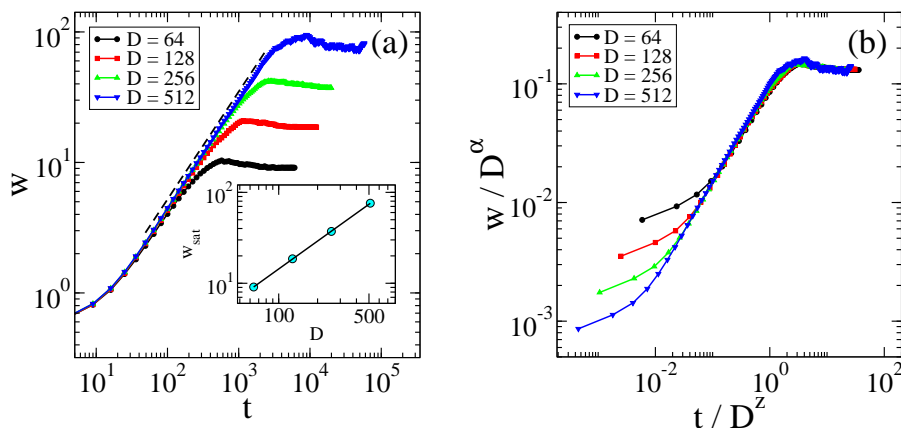 (a)
D = 64
D = 128
D = 256
D = 512
w
10^2
10^1
10^0
10^1 10^2 10^3 10^4 10^5
t
w_sat
10^2
10^1
100 500
D
(b)
D = 64
D = 128
D = 256
D = 512
w / D^α
10^-1
10^-2
10^-3
10^-2 10^0 10^2
t / D^z